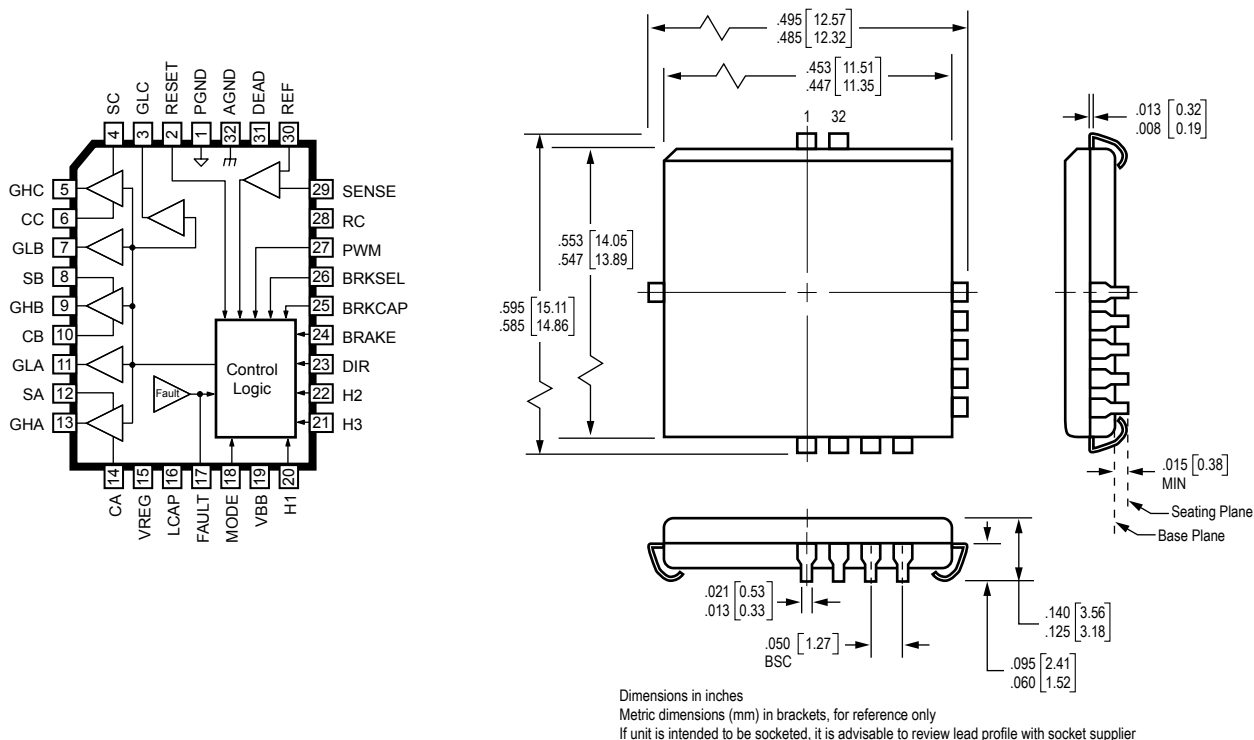 SC
GLC
RESET
PGND
AGND
DEAD
REF
4
3
2
1
32
31
30
GHC 5
CC 6
GLB 7
SB 8
GHB 9
CB 10
GLA 11
SA 12
GHA 13
29 SENSE
28 RC
27 PWM
26 BRKSEL
25 BRKCAP
24 BRAKE
23 DIR
22 H2
21 H3
Control
Logic
Fault
14
15
16
17
18
19
20
CA
VREG
LCAP
FAULT
MODE
VBB
H1
.495 [12.57
.485 12.32]
.453 [11.51
.447 11.35]
1 32
.553 [14.05
.547 13.89]
.595 [15.11
.585 14.86]
.013 [0.32
.008 0.19]
.015 [0.38]
MIN
Seating Plane
Base Plane
.021 [0.53
.013 0.33]
.050 [1.27]
BSC
.140 [3.56
.125 3.18]
.095 [2.41
.060 1.52]
Dimensions in inches
Metric dimensions (mm) in brackets, for reference only
If unit is intended to be socketed, it is advisable to review lead profile with socket supplier